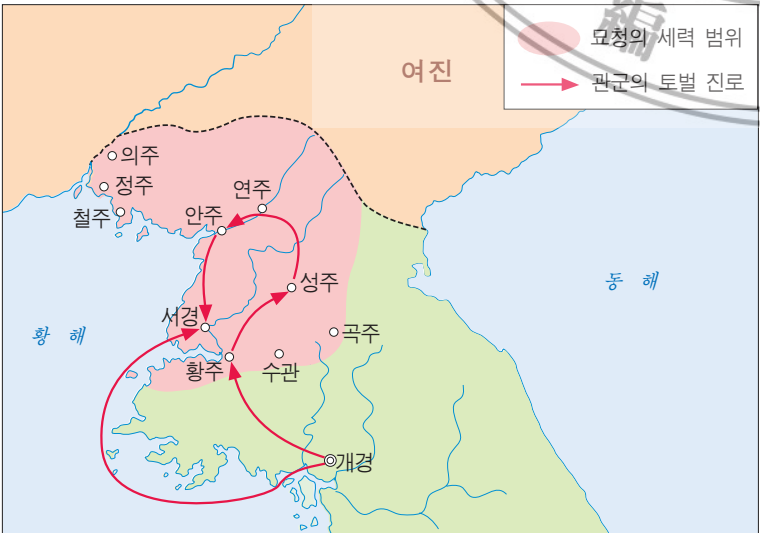 編
묘청의 세력 범위
관군의 토벌 진로
여진
의주
정주
철주
연주
안주
성주
동해
서경
황해
곡주
황주
수관
개경